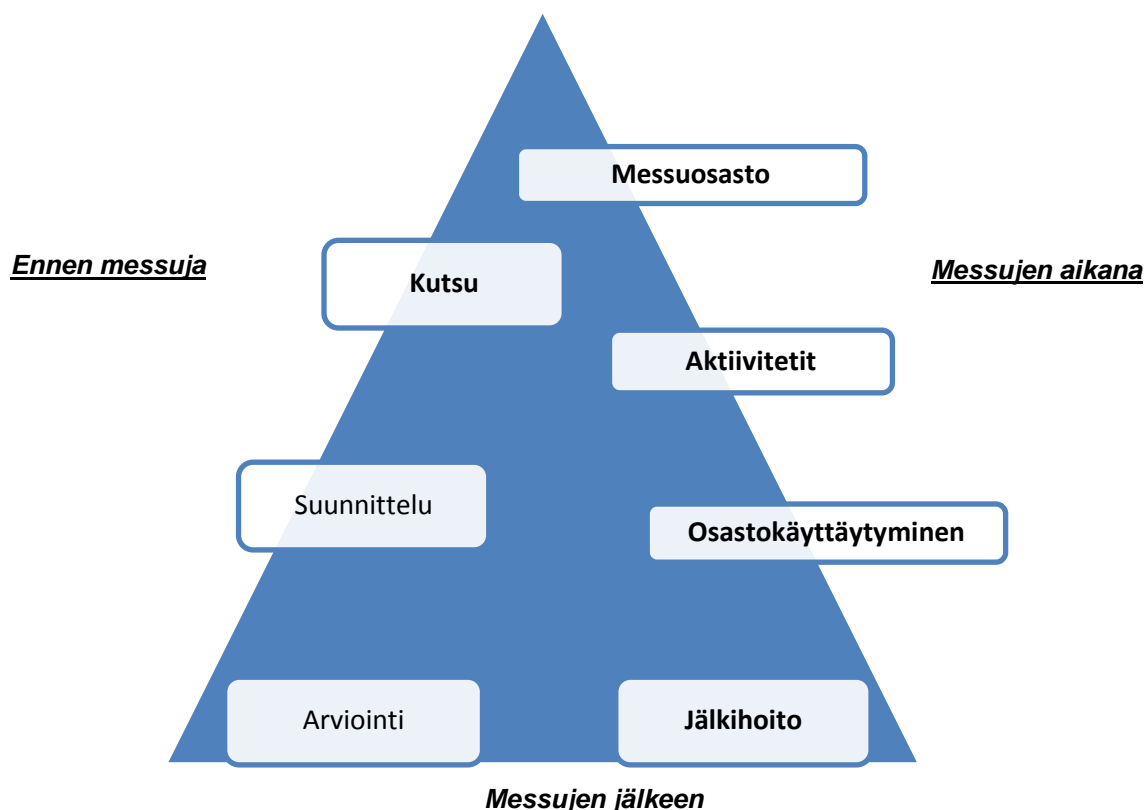 Messuosasto
Ennen messuja
Kutsu
Messujen aikana
Aktiivitetit
Suunnittelu
Osastokäyttäytyminen
Arviointi
Jälkihoito
Messujen jälkeen